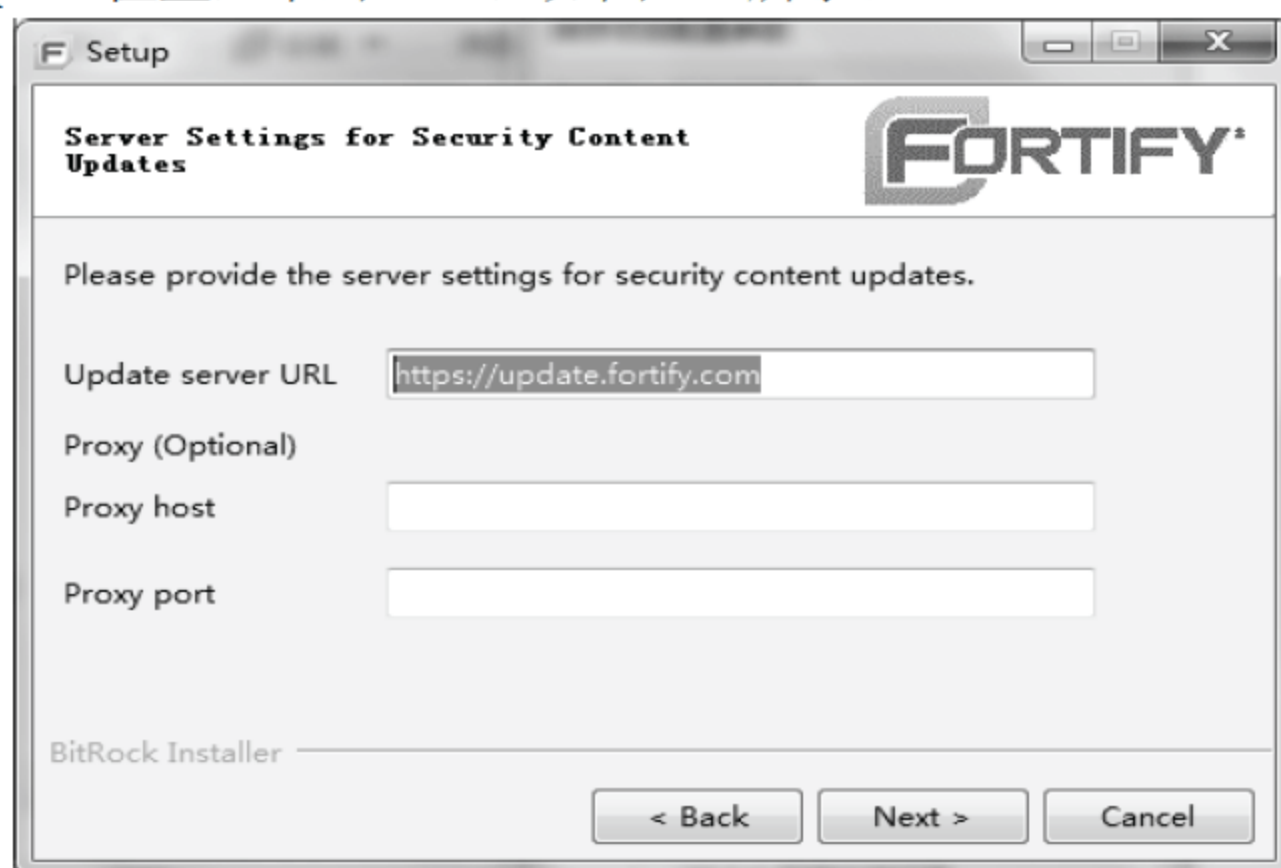 Setup
Server Settings for Security Content
Updates
FORTIFY
Please provide the server settings for security content updates.
Update server URL
https://update.fortify.com
Proxy (Optional)
Proxy host
Proxy port
BitRock Installer
< Back
Next >
Cancel